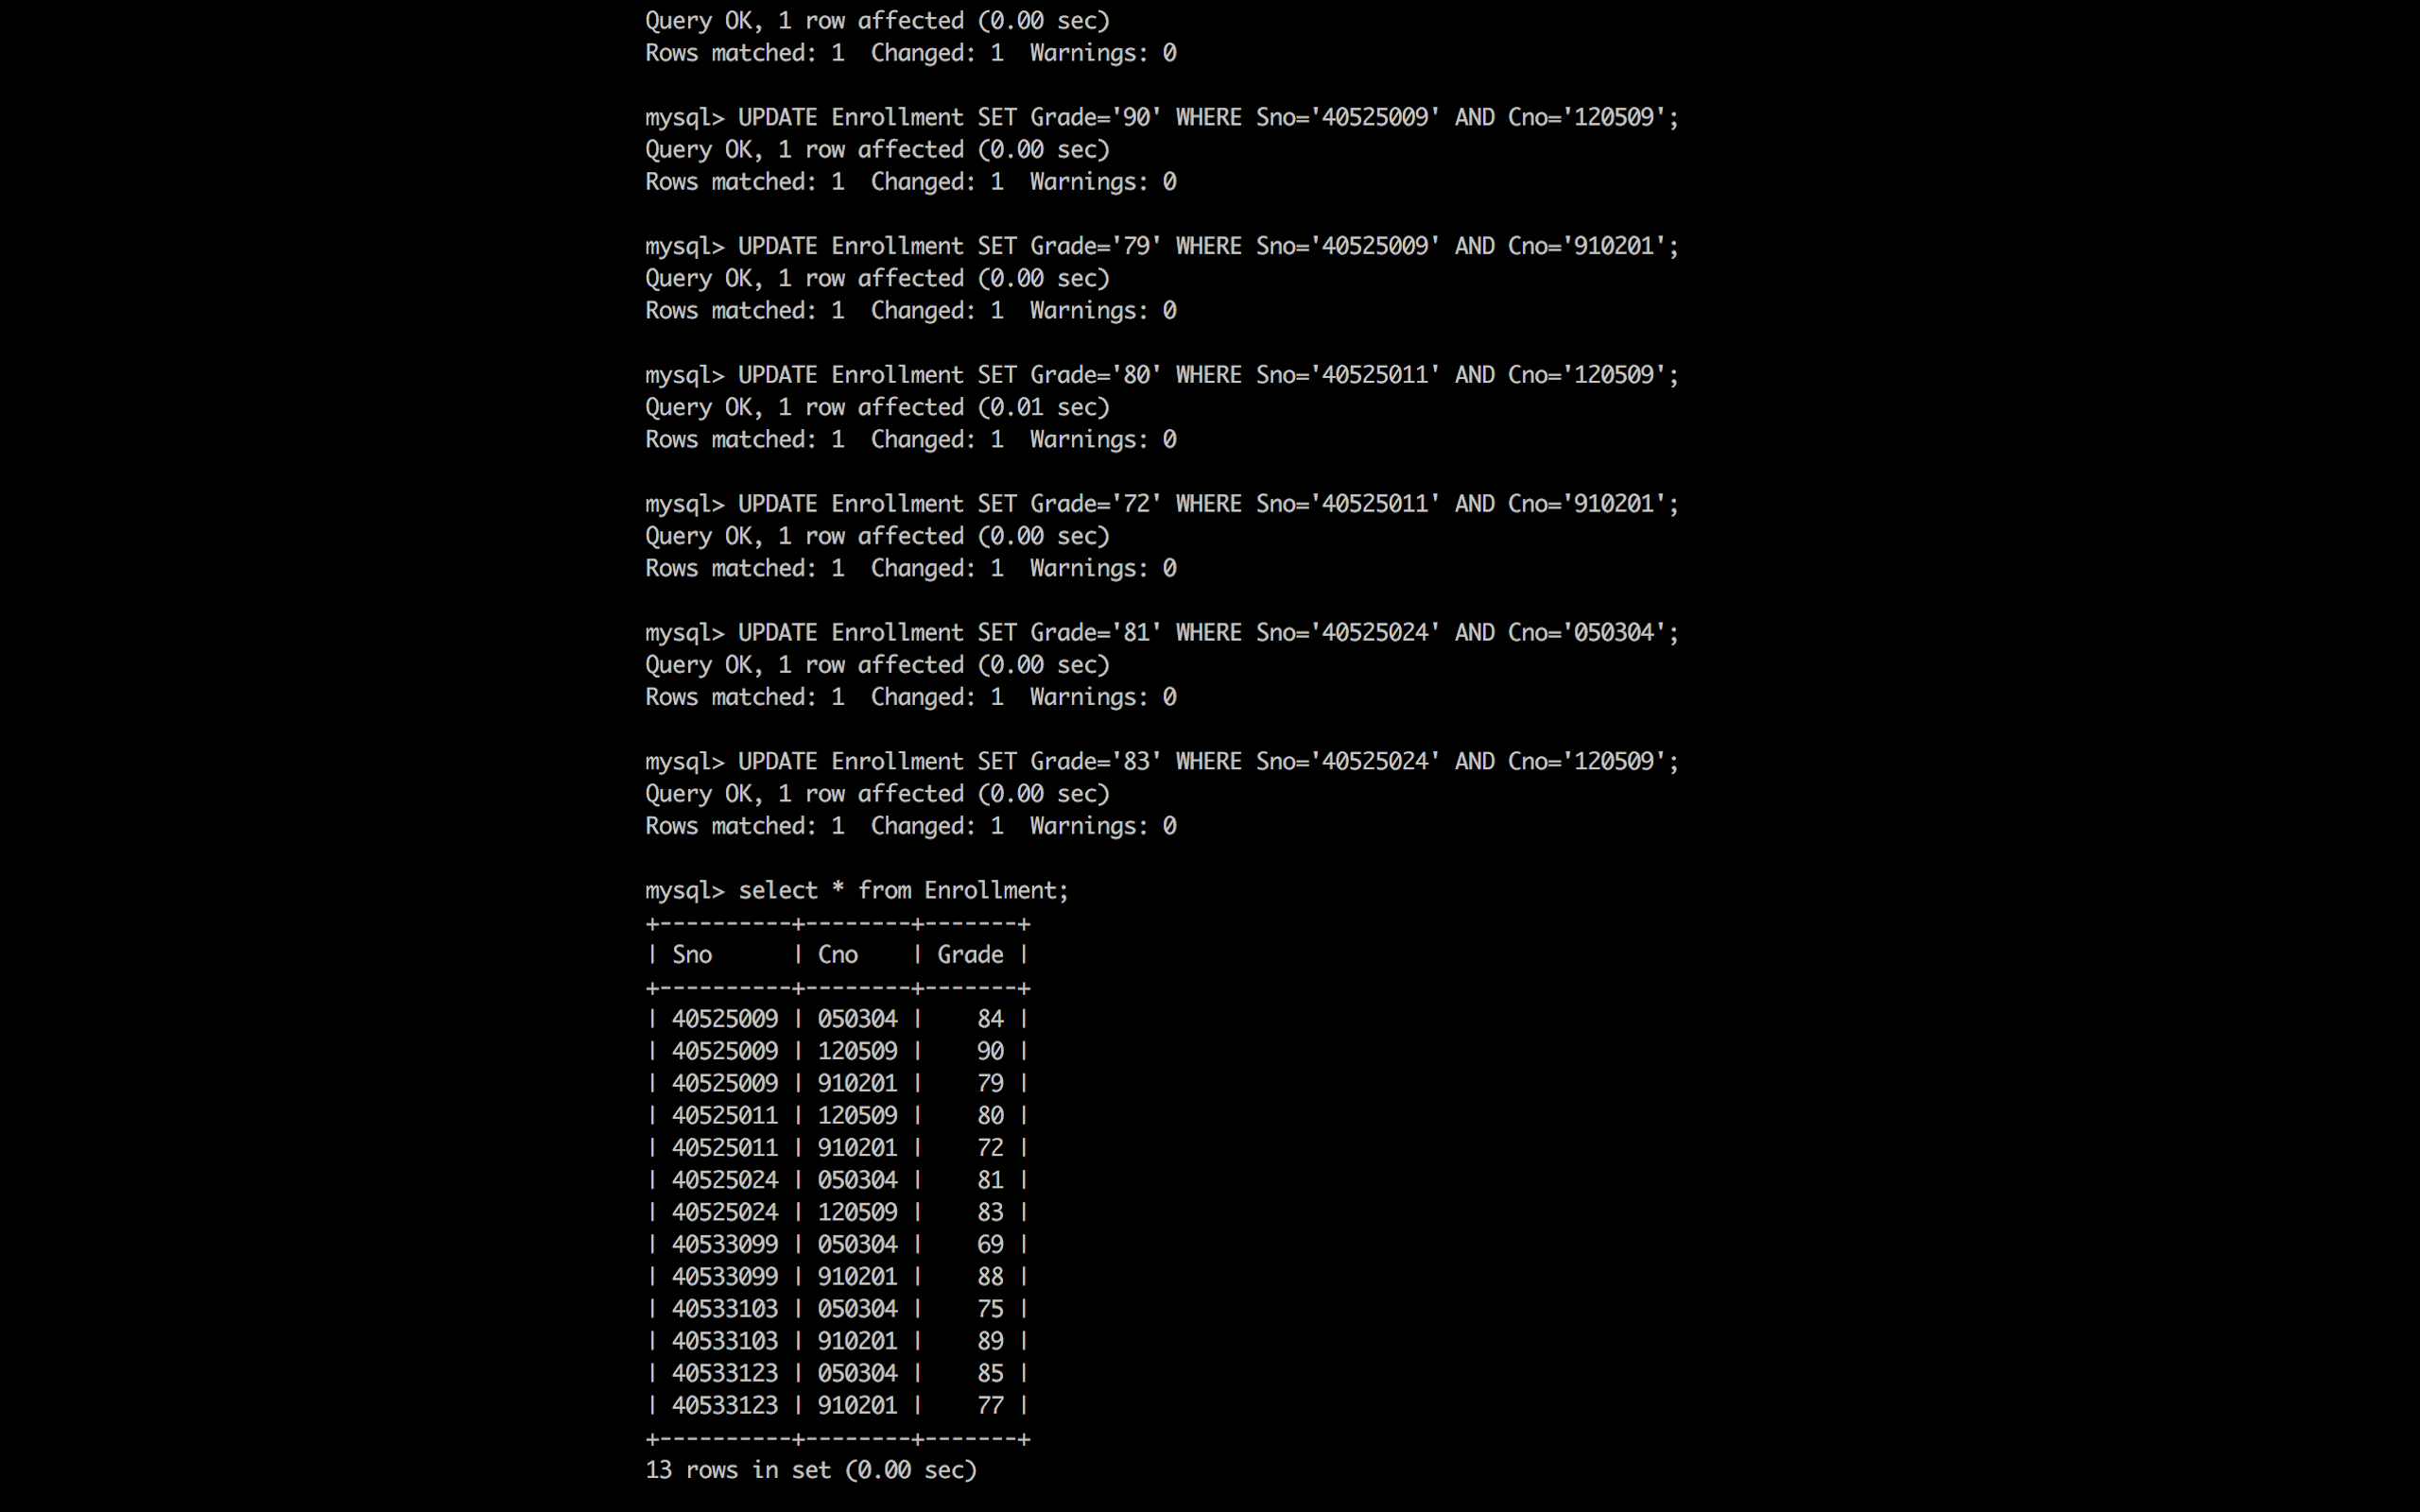 Query OK, 1 row affected (0.00 sec)
Rows matched: 1  Changed: 1  Warnings: 0
mysql> UPDATE Enrollment SET Grade='90' WHERE Sno='40525009' AND Cno='120509';
Query OK, 1 row affected (0.00 sec)
Rows matched: 1  Changed: 1  Warnings: 0
mysql> UPDATE Enrollment SET Grade='79' WHERE Sno='40525009' AND Cno='910201';
Query OK, 1 row affected (0.00 sec)
Rows matched: 1  Changed: 1  Warnings: 0
mysql> UPDATE Enrollment SET Grade='80' WHERE Sno='40525011' AND Cno='120509';
Query OK, 1 row affected (0.01 sec)
Rows matched: 1  Changed: 1  Warnings: 0
mysql> UPDATE Enrollment SET Grade='72' WHERE Sno='40525011' AND Cno='910201';
Query OK, 1 row affected (0.00 sec)
Rows matched: 1  Changed: 1  Warnings: 0
mysql> UPDATE Enrollment SET Grade='81' WHERE Sno='40525024' AND Cno='050304';
Query OK, 1 row affected (0.00 sec)
Rows matched: 1  Changed: 1  Warnings: 0
mysql> UPDATE Enrollment SET Grade='83' WHERE Sno='40525024' AND Cno='120509';
Query OK, 1 row affected (0.00 sec)
Rows matched: 1  Changed: 1  Warnings: 0
mysql> select * from Enrollment;
+----------+--------+-------+
| Sno      | Cno    | Grade |
+----------+--------+-------+
| 40525009 | 050304 |    84 |
| 40525009 | 120509 |    90 |
| 40525009 | 910201 |    79 |
| 40525011 | 120509 |    80 |
| 40525011 | 910201 |    72 |
| 40525024 | 050304 |    81 |
| 40525024 | 120509 |    83 |
| 40533099 | 050304 |    69 |
| 40533099 | 910201 |    88 |
| 40533103 | 050304 |    75 |
| 40533103 | 910201 |    89 |
| 40533123 | 050304 |    85 |
| 40533123 | 910201 |    77 |
+----------+--------+-------+
13 rows in set (0.00 sec)